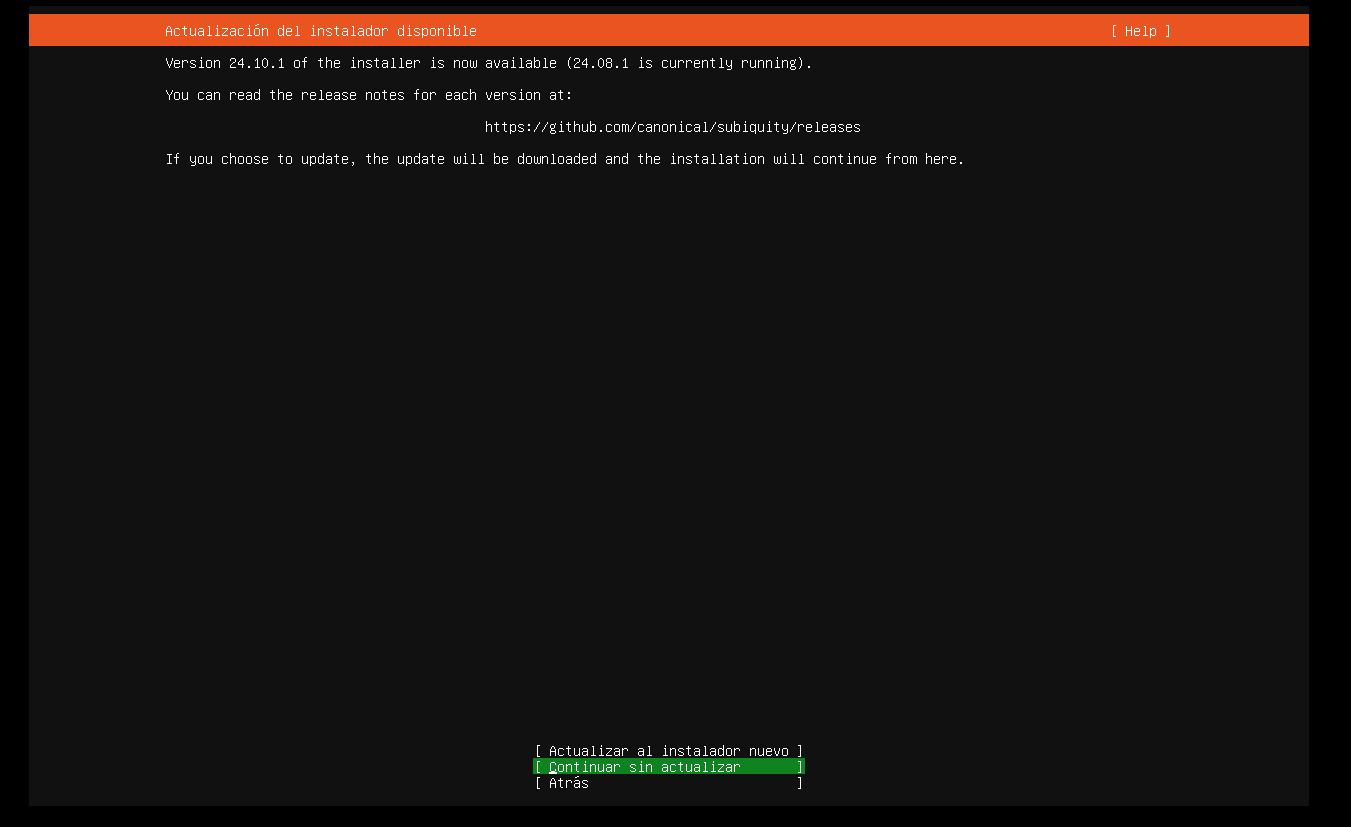 Actualización del instalador disponible [ Help ]
Version 24.10.1 of the installer is now available (24.08.1 is currently running).
You can read the release notes for each version at:
https://github.com/canonical/subiquity/releases
If you choose to update, the update will be downloaded and the installation will continue from here.
[ Actualizar al instalador nuevo ]
[ Continuar sin actualizar ]
[ Atrás ]